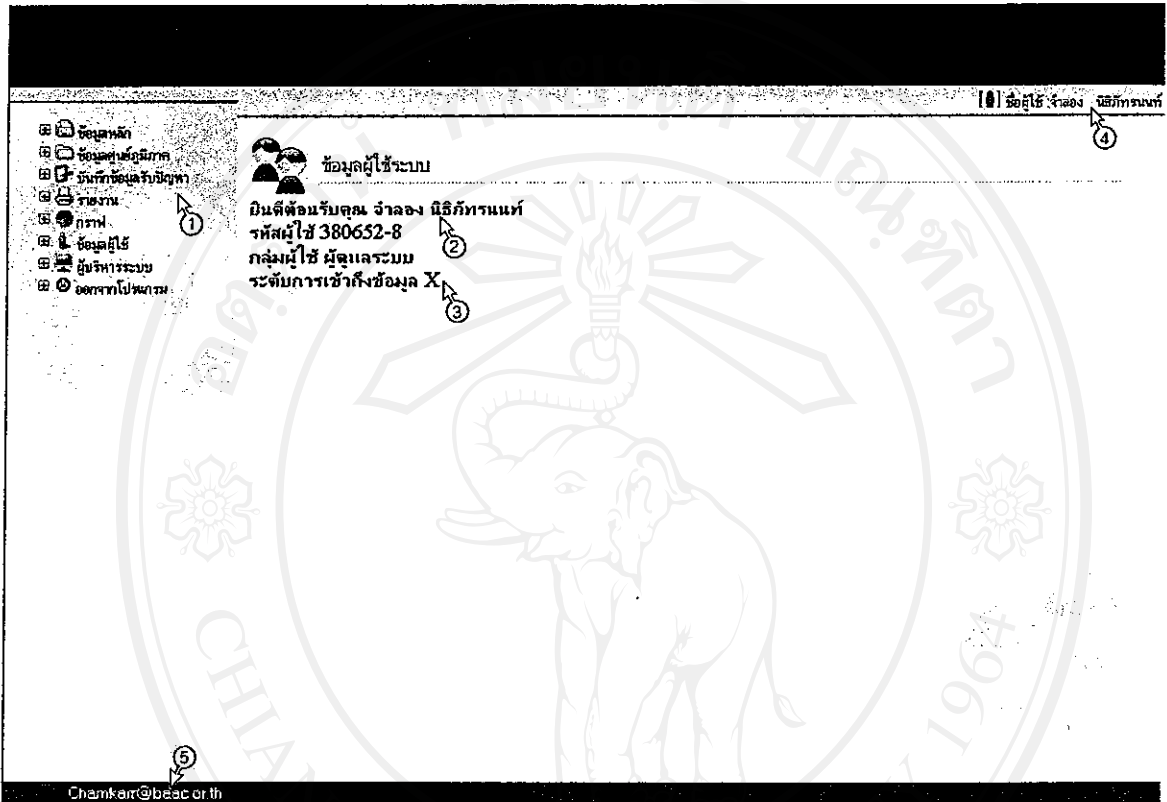 [ ] ชื่อผู้ใช้ :จำลอง นิธิภัทรนนท์
④
ข้อมูลหลัก
ข้อมูลศูนย์ภูมิภาค
บันทึกข้อมูลรับปัญหา
รายงาน
กราฟ
ข้อมูลผู้ใช้
ผู้บริหารระบบ
ออกจากโปรแกรม
①
ข้อมูลผู้ใช้ระบบ
ยินดีต้อนรับคุณ จำลอง นิธิภัทรนนท์
รหัสผู้ใช้ 380652-8
②
กลุ่มผู้ใช้ ผู้ดูแลระบบ
ระดับการเข้าถึงข้อมูล X
③
⑤
1964